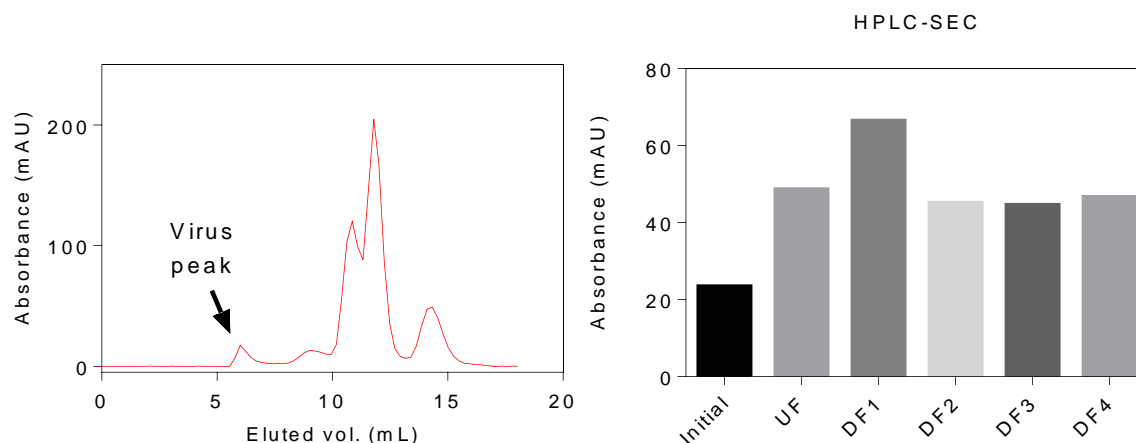 200
100
0
Absorbance (mAU)
Virus
peak
0 5 10 15 20
Eluted vol. (mL)
HPLC-SEC
80
60
40
20
0
Absorbance (mAU)
Initial
UF
DF1
DF2
DF3
DF4